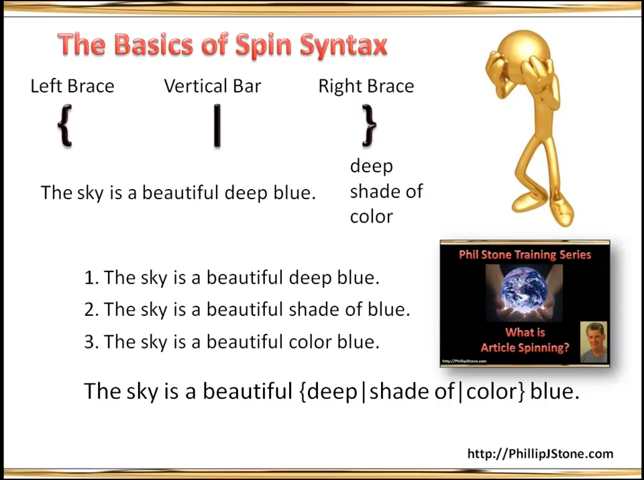 The Basics of Spin Syntax
Left Brace
Vertical Bar
Right Brace
{
|
}
The sky is a beautiful deep blue.
deep
shade of
color
1. The sky is a beautiful deep blue.
2. The sky is a beautiful shade of blue.
3. The sky is a beautiful color blue.
Phil Stone Training Series
What is
Article Spinning?
http://PhillipJStone.com
The sky is a beautiful {deep|shade of|color} blue.
http://PhillipJStone.com